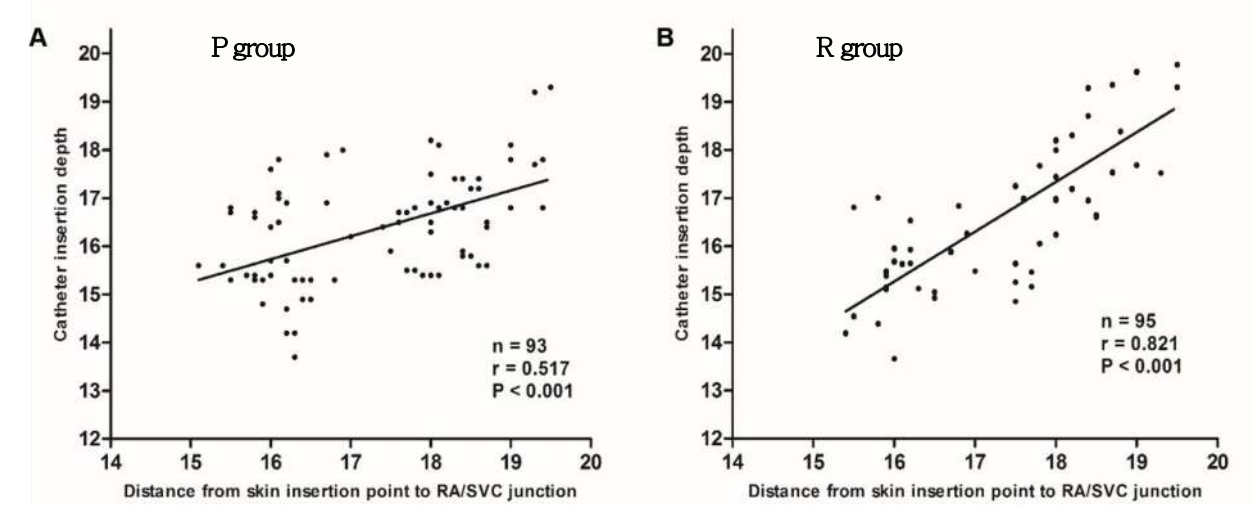 A
P group
20
19
18
17
16
15
14
13
12
Catheter insertion depth
n = 93
r = 0.517
P < 0.001
14 15 16 17 18 19 20
Distance from skin insertion point to RA/SVC junction
B
R group
20
19
18
17
16
15
14
13
12
Catheter insertion depth
n = 95
r = 0.821
P < 0.001
14 15 16 17 18 19 20
Distance from skin insertion point to RA/SVC junction